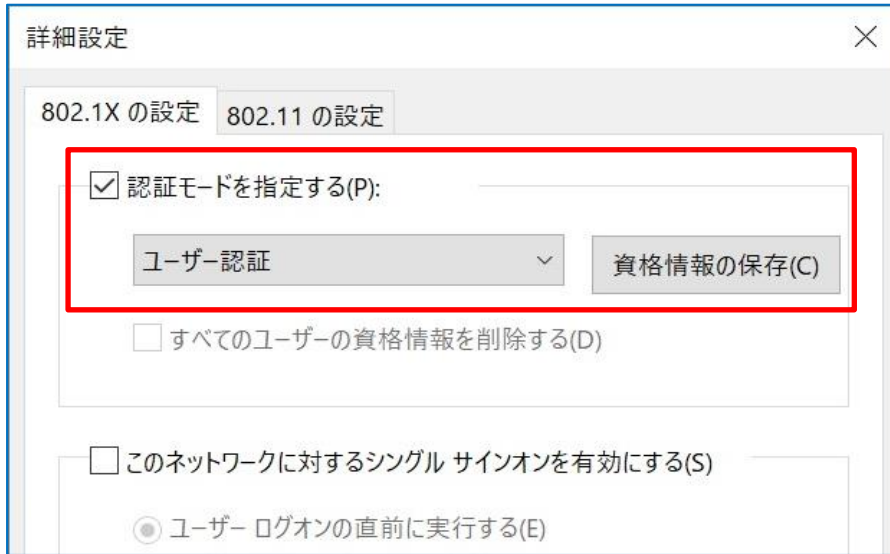 詳細設定
802.1X の設定 802.11 の設定
認証モードを指定する(P):
ユーザー認証 資格情報の保存(C)
すべてのユーザーの資格情報を削除する(D)
このネットワークに対するシングル サインオンを有効にする(S)
ユーザー ログオンの直前に実行する(E)